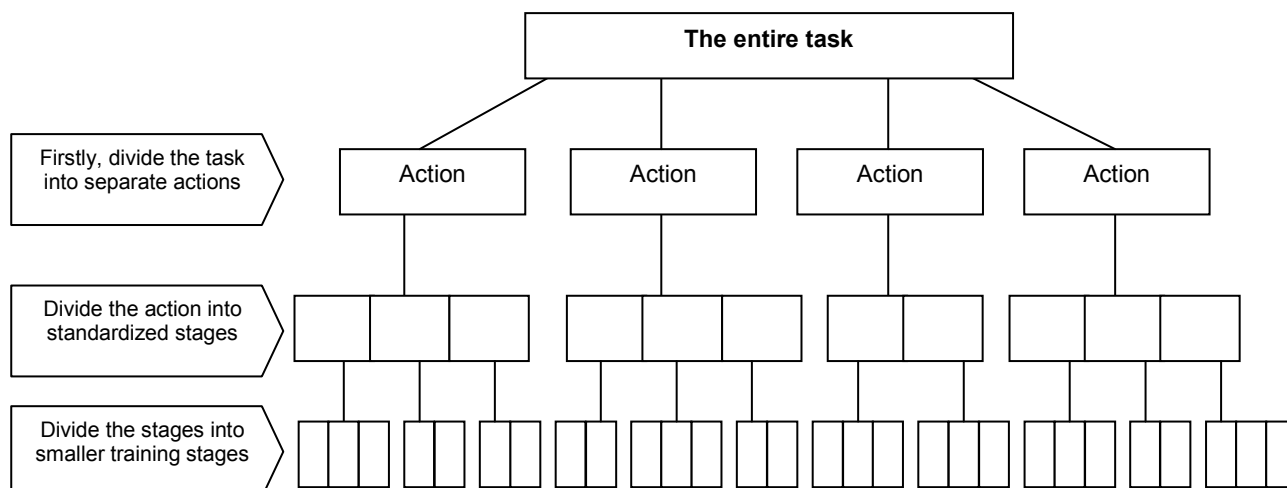 The entire task
Firstly, divide the task
into separate actions
Action
Action
Action
Action
Divide the action into
standardized stages
Divide the stages into
smaller training stages